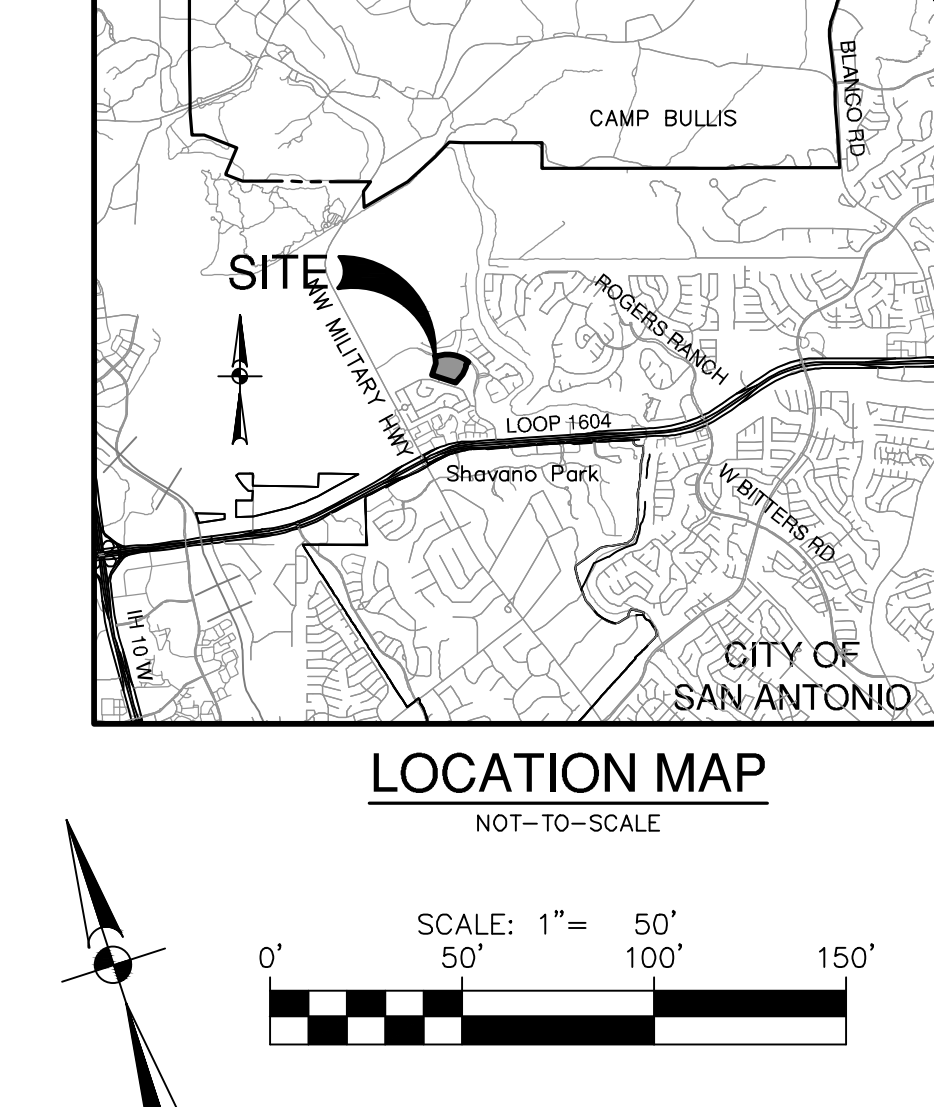 BLANCO RD
CAMP BULLIS
SITE
NW MILITARY HWY
ROGERS RANCH
LOOP 1604
Shavano Park
W BITTERS RD
IH 10 W
CITY OF
SAN ANTONIO
LOCATION MAP
NOT-TO-SCALE
SCALE: 1"= 50'
0' 50' 100' 150'